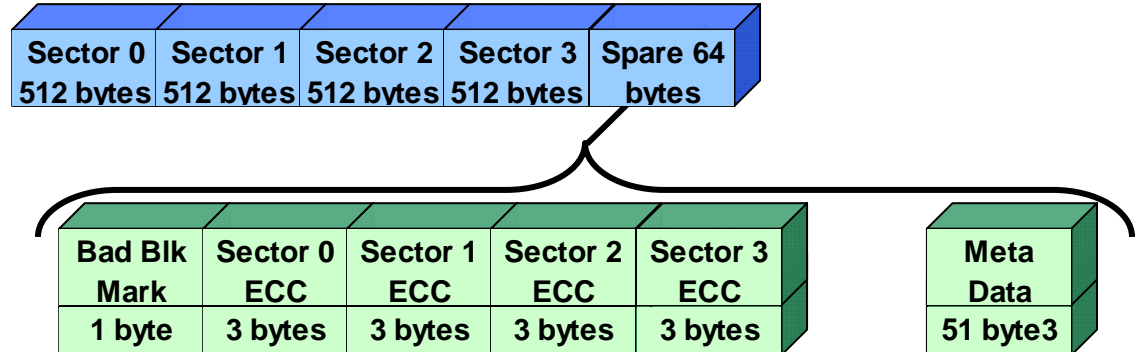 Sector 0 Sector 1 Sector 2 Sector 3 Spare 64
512 bytes 512 bytes 512 bytes 512 bytes bytes
Bad Blk Sector 0 Sector 1 Sector 2 Sector 3 Meta
Mark ECC ECC ECC ECC Data
1 byte 3 bytes 3 bytes 3 bytes 3 bytes 51 byte3